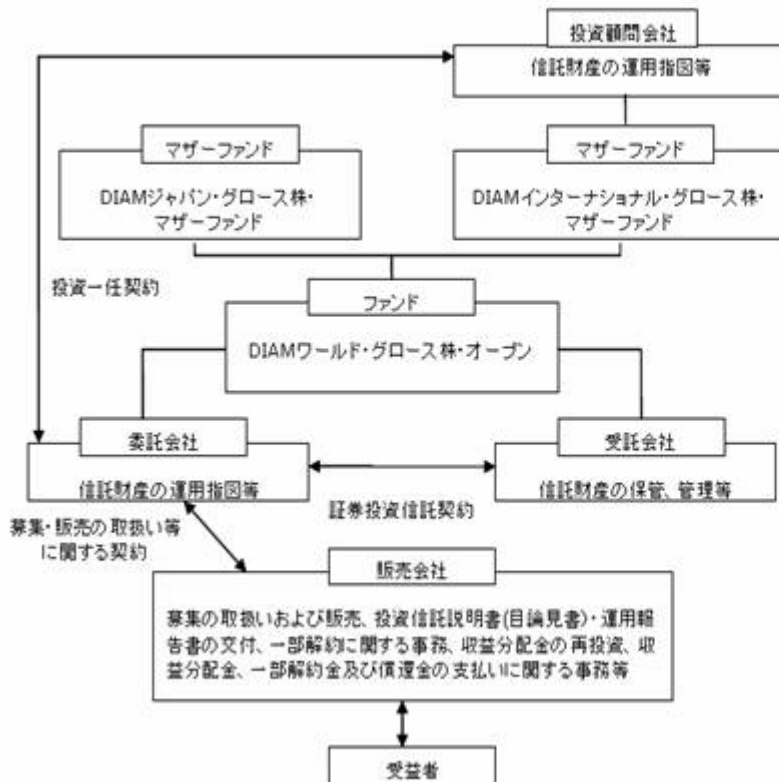 投資顧問会社
信託財産の運用指図等
マザーファンド
DIAMジャパン・グロース株・
マザーファンド
マザーファンド
DIAMインターナショナル・グロース株・
マザーファンド
投資一任契約
ファンド
DIAMワールド・グロース株・オープン
委託会社
信託財産の運用指図等
受託会社
信託財産の保管、管理等
証券投資信託契約
募集・販売の取扱い等
に関する契約
販売会社
募集の取扱いおよび販売、投資信託説明書(目論見書)・運用報
告書の交付、一部解約に関する事務、収益分配金の再投資、収
益分配金、一部解約金及び償還金の支払いに関する事務等
受益者